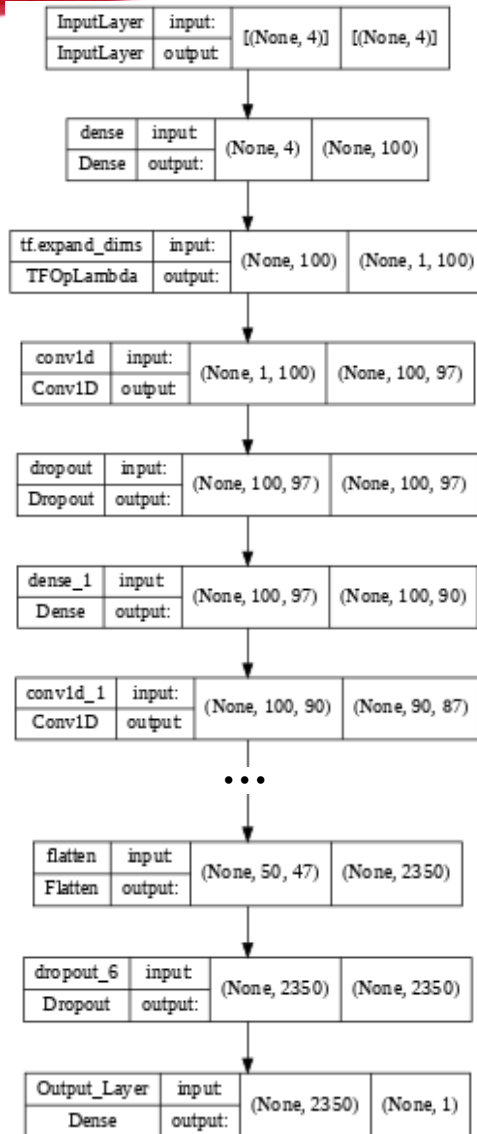 InputLayer input: [(None, 4)] [(None, 4)]
InputLayer output:
dense input: (None, 4) (None, 100)
Dense output:
tf.expand_dims input: (None, 100) (None, 1, 100)
TFOpLambda output:
conv1d input: (None, 1, 100) (None, 100, 97)
Conv1D output:
dropout input: (None, 100, 97) (None, 100, 97)
Dropout output:
dense_1 input: (None, 100, 97) (None, 100, 90)
Dense output:
conv1d_1 input: (None, 100, 90) (None, 90, 87)
Conv1D output:
...
flatten input: (None, 50, 47) (None, 2350)
Flatten output:
dropout_6 input: (None, 2350) (None, 2350)
Dropout output:
Output_Layer input: (None, 2350) (None, 1)
Dense output: